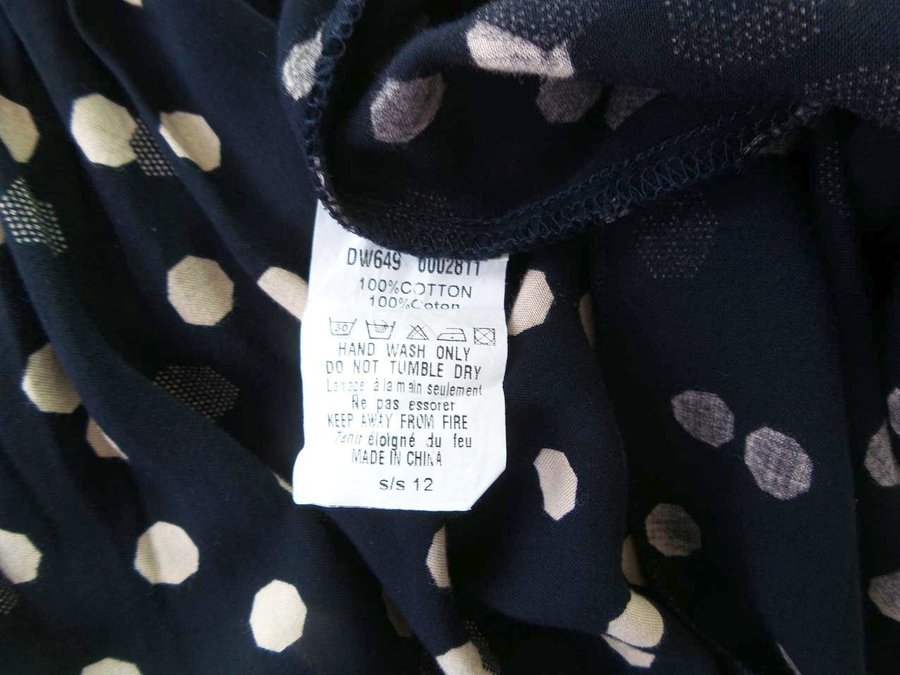 DW649 0002811
100%COTTON
100%Coton
30
HAND WASH ONLY
DO NOT TUMBLE DRY
Lavage à la main seulement
Ne pas essorer
KEEP AWAY FROM FIRE
Tenir éloigné du feu
MADE IN CHINA
s/s 12